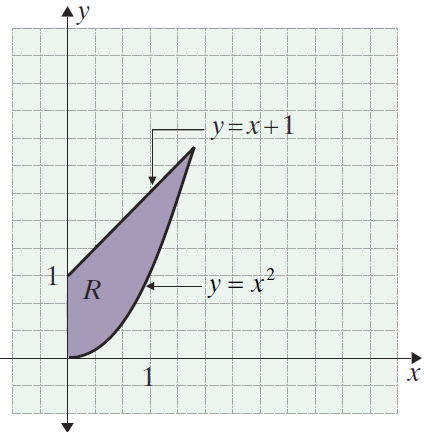 y
y = x + 1
1
R
y = x²
1
x